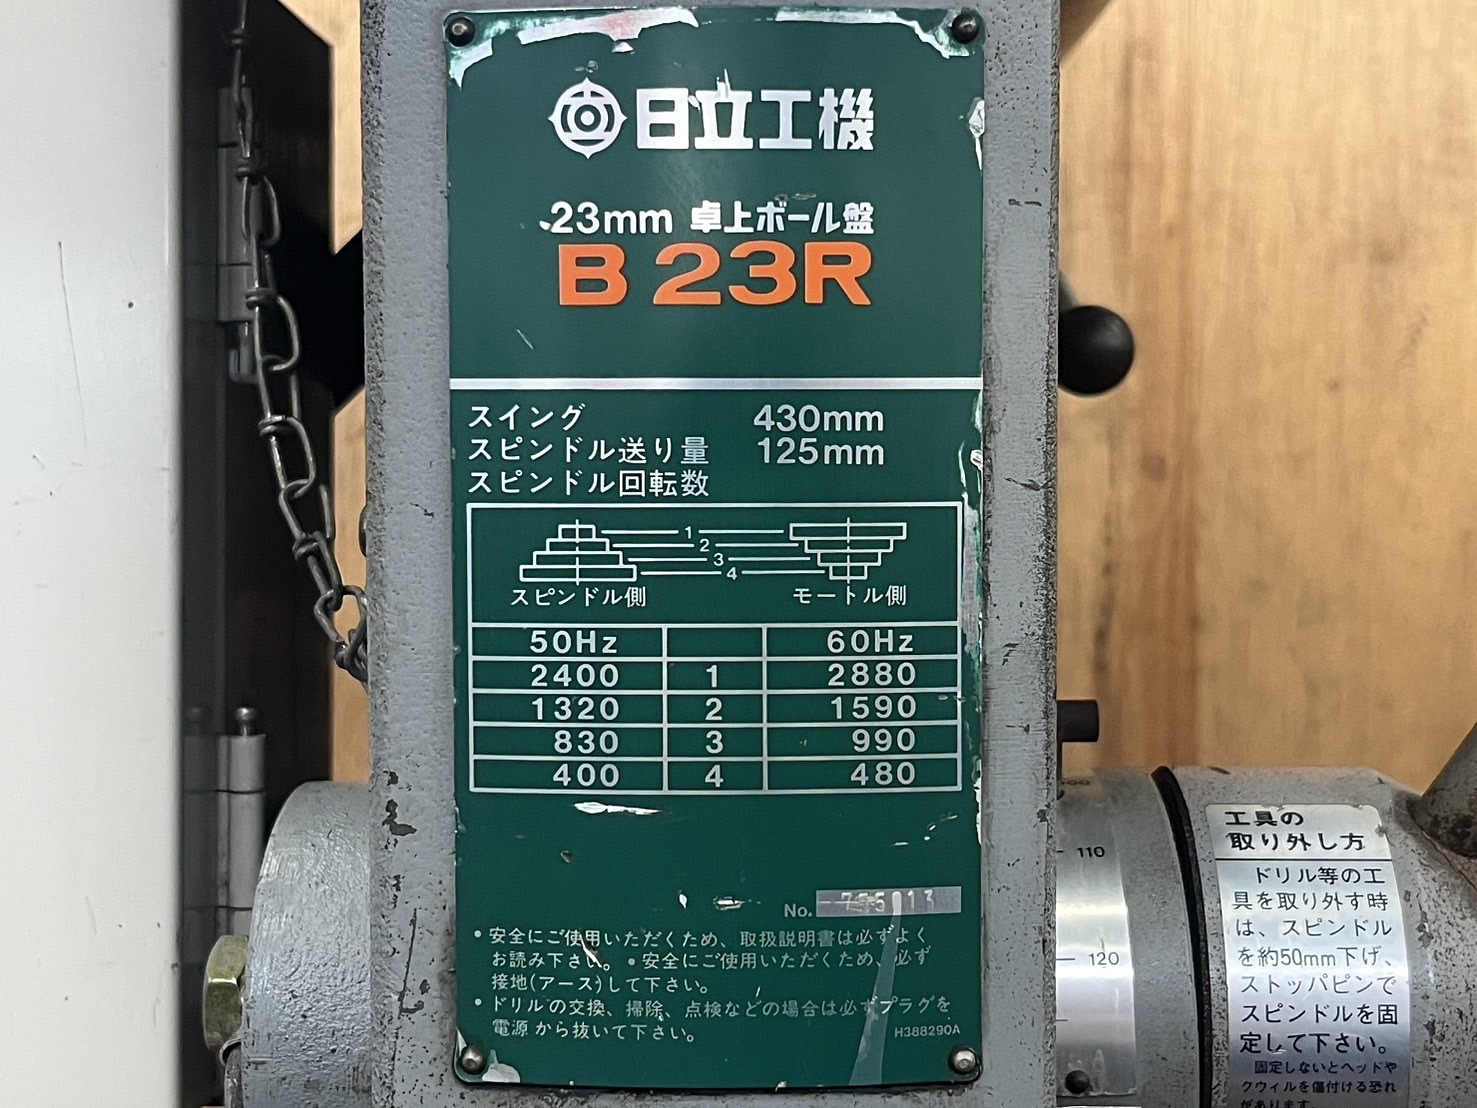 日立工機
23mm 卓上ボール盤
B 23R
スイング 430mm
スピンドル送り量 125mm
スピンドル回転数
1
2
3
4
スピンドル側 モートル側
50Hz 60Hz
2400 1 2880
1320 2 1590
830 3 990
400 4 480
No.
• 安全にご使用いただくため、取扱説明書は必ずよく
お読み下さい。 • 安全にご使用いただくため、必ず
接地(アース)して下さい。
• ドリルの交換、掃除、点検などの場合は必ずプラグを
電源から抜いて下さい。
H388290A
110
120
工具の
取り外し方
ドリル等の工
具を取り外す時
は、スピンドル
を約50mm下げ、
ストッパピンで
スピンドルを固
定して下さい。
固定しないとヘッドや
クウィルを傷付ける恐れ
があります